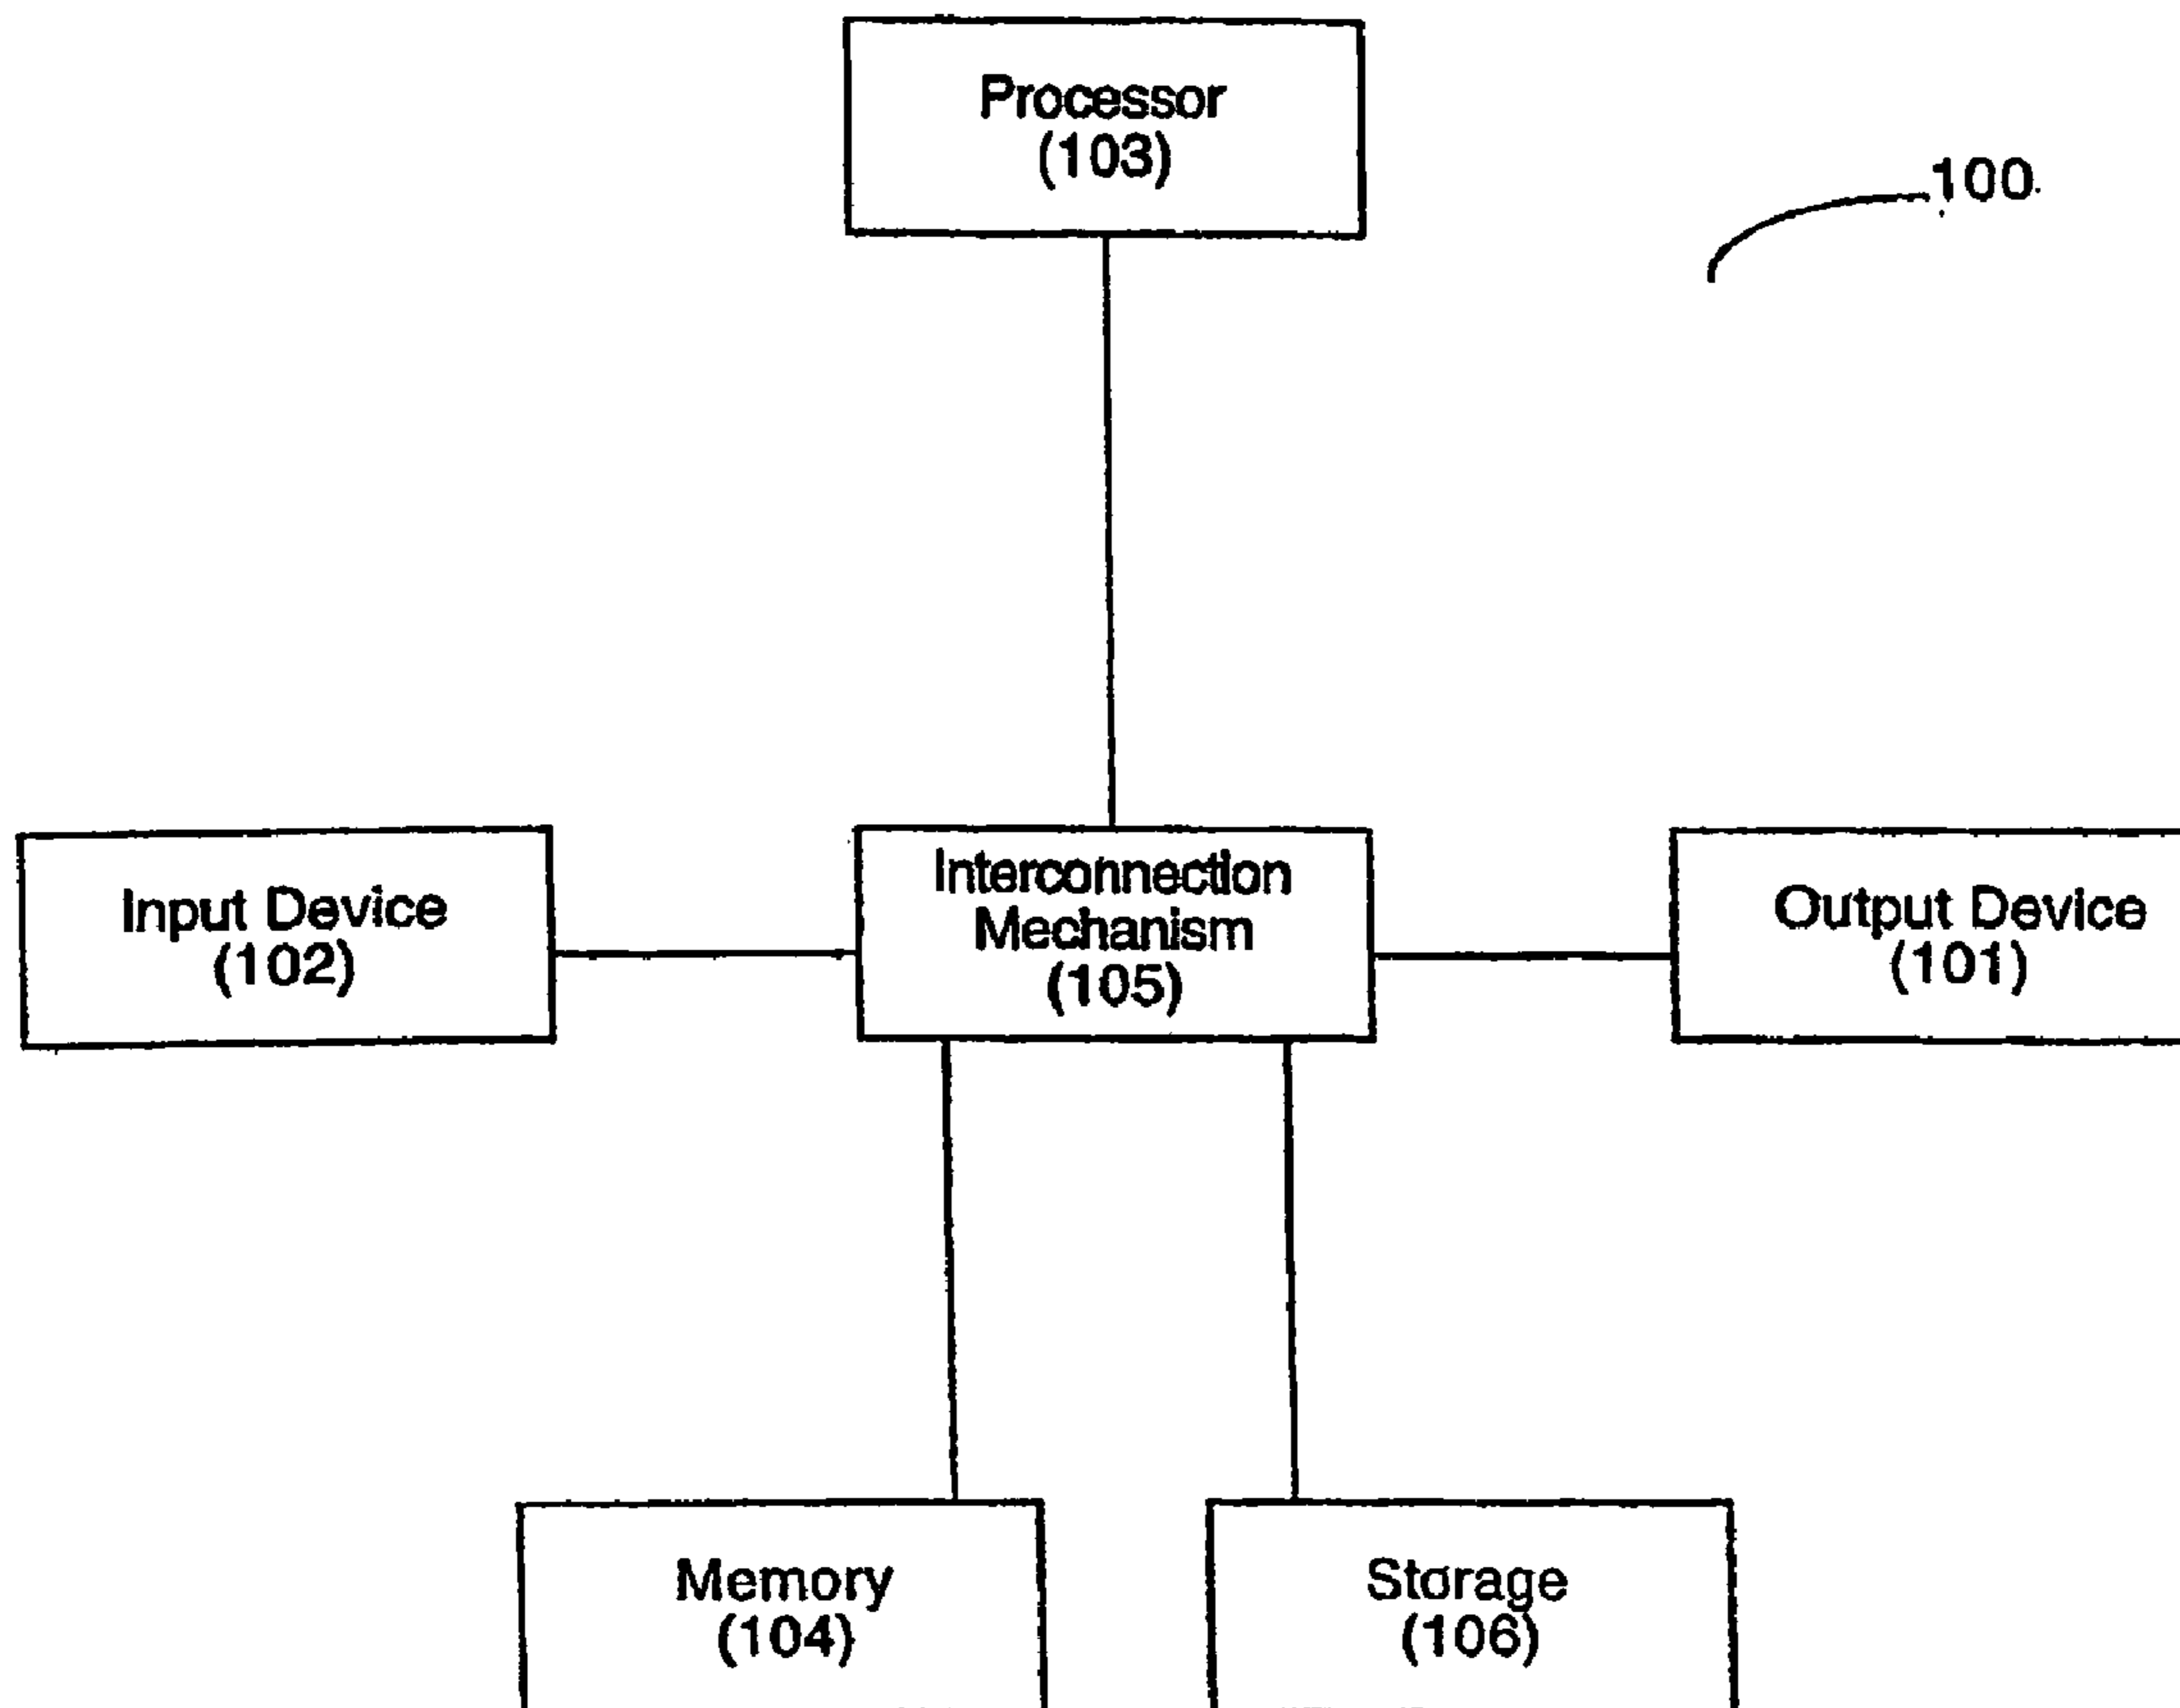 Processor
(103)
100
Input Device
(102)
Interconnection
Mechanism
(105)
Output Device
(101)
Memory
(104)
Storage
(106)